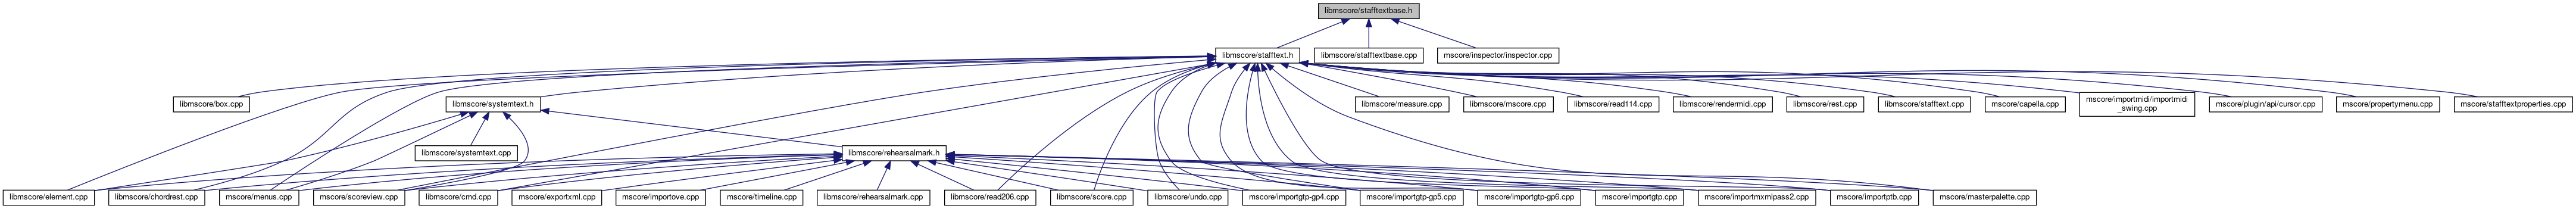 libmscore/stafftextbase.h
libmscore/stafftext.h
libmscore/stafftextbase.cpp
mscore/inspector/inspector.cpp
libmscore/box.cpp
libmscore/systemtext.h
libmscore/measure.cpp
libmscore/mscore.cpp
libmscore/read114.cpp
libmscore/rendermidi.cpp
libmscore/rest.cpp
libmscore/stafftext.cpp
mscore/capella.cpp
mscore/importmidi/importmidi
_swing.cpp
mscore/plugin/api/cursor.cpp
mscore/propertymenu.cpp
mscore/stafftextproperties.cpp
libmscore/systemtext.cpp
libmscore/rehearsalmark.h
libmscore/element.cpp
libmscore/chordrest.cpp
mscore/menus.cpp
mscore/scoreview.cpp
libmscore/cmd.cpp
mscore/exportxml.cpp
mscore/importove.cpp
mscore/timeline.cpp
libmscore/rehearsalmark.cpp
libmscore/read206.cpp
libmscore/score.cpp
libmscore/undo.cpp
mscore/importgtp-gp4.cpp
mscore/importgtp-gp5.cpp
mscore/importgtp-gp6.cpp
mscore/importgtp.cpp
mscore/importmxmlpass2.cpp
mscore/importptb.cpp
mscore/masterpalette.cpp